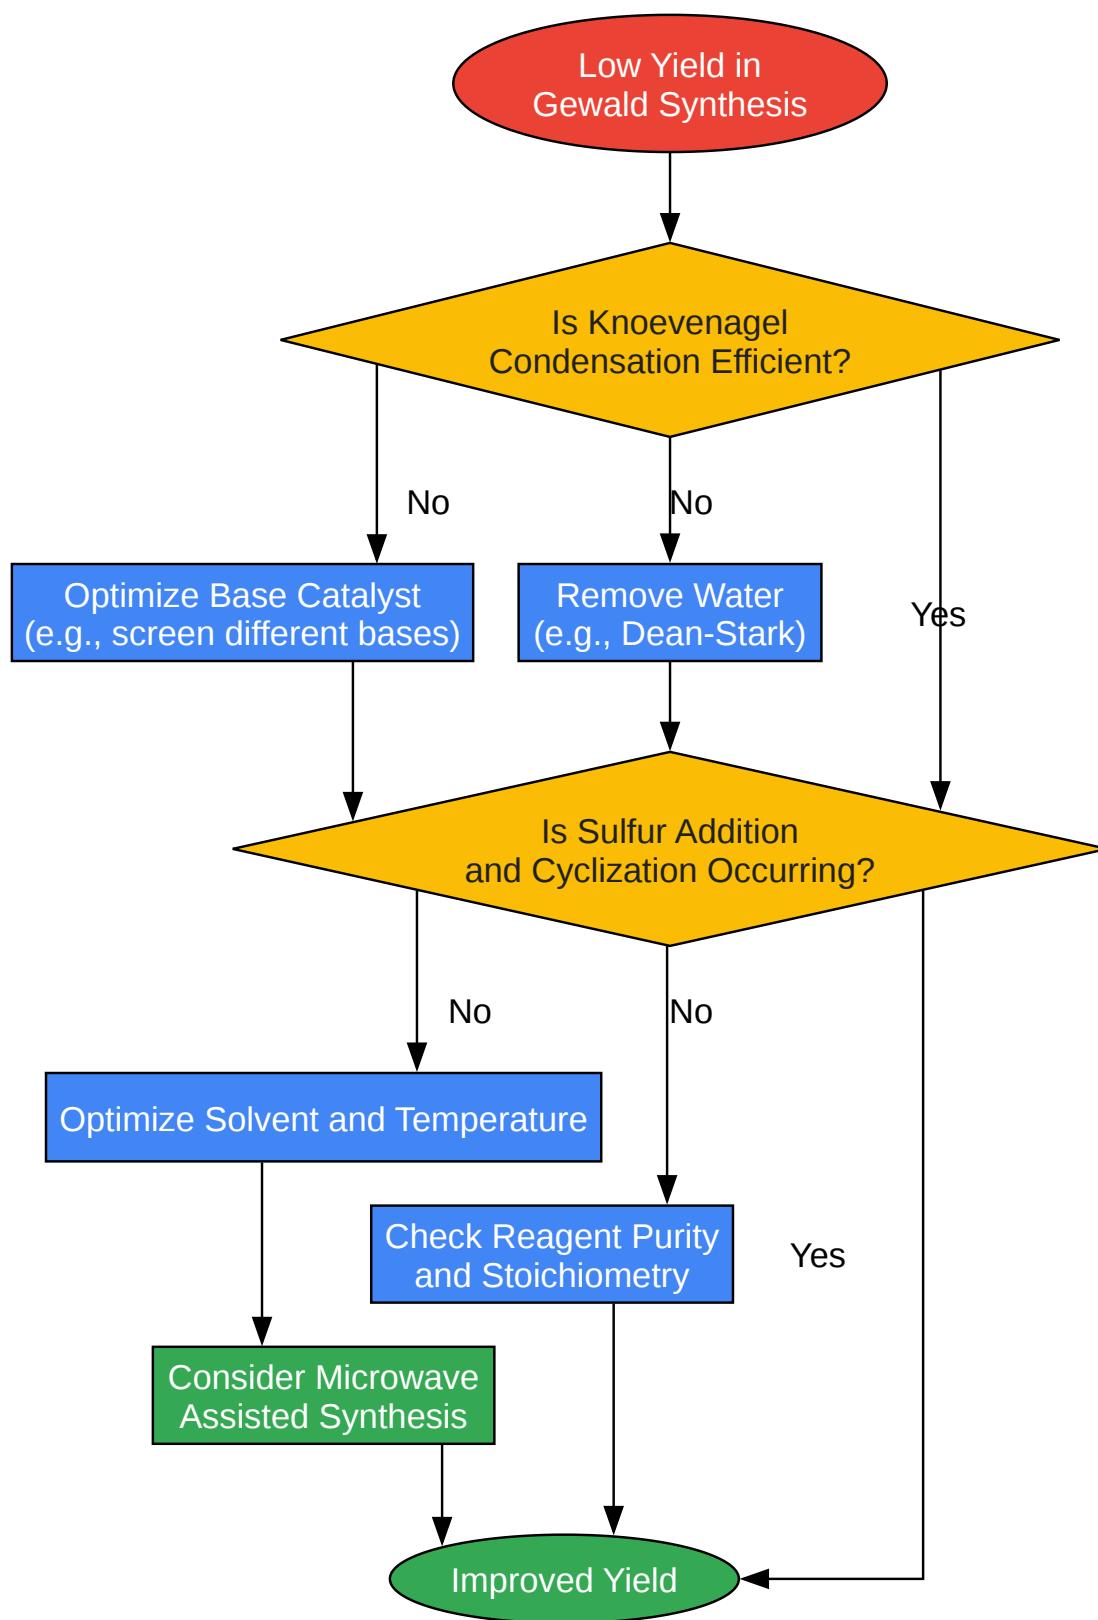 Low Yield in
Gewald Synthesis
Is Knoevenagel
Condensation Efficient?
No
No
Optimize Base Catalyst
(e.g., screen different bases)
Remove Water
(e.g., Dean-Stark)
Yes
Is Sulfur Addition
and Cyclization Occurring?
No
No
Optimize Solvent and Temperature
Check Reagent Purity
and Stoichiometry
Yes
Consider Microwave
Assisted Synthesis
Improved Yield